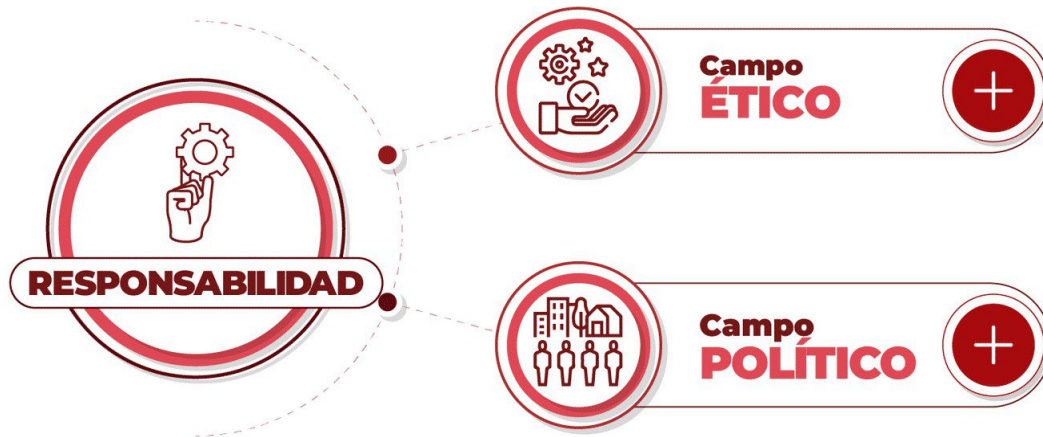 RESPONSABILIDAD
Campo
ÉTICO
Campo
POLÍTICO